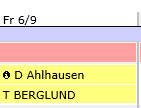 Fr 6/9
D Ahlhausen
T BERGLUND